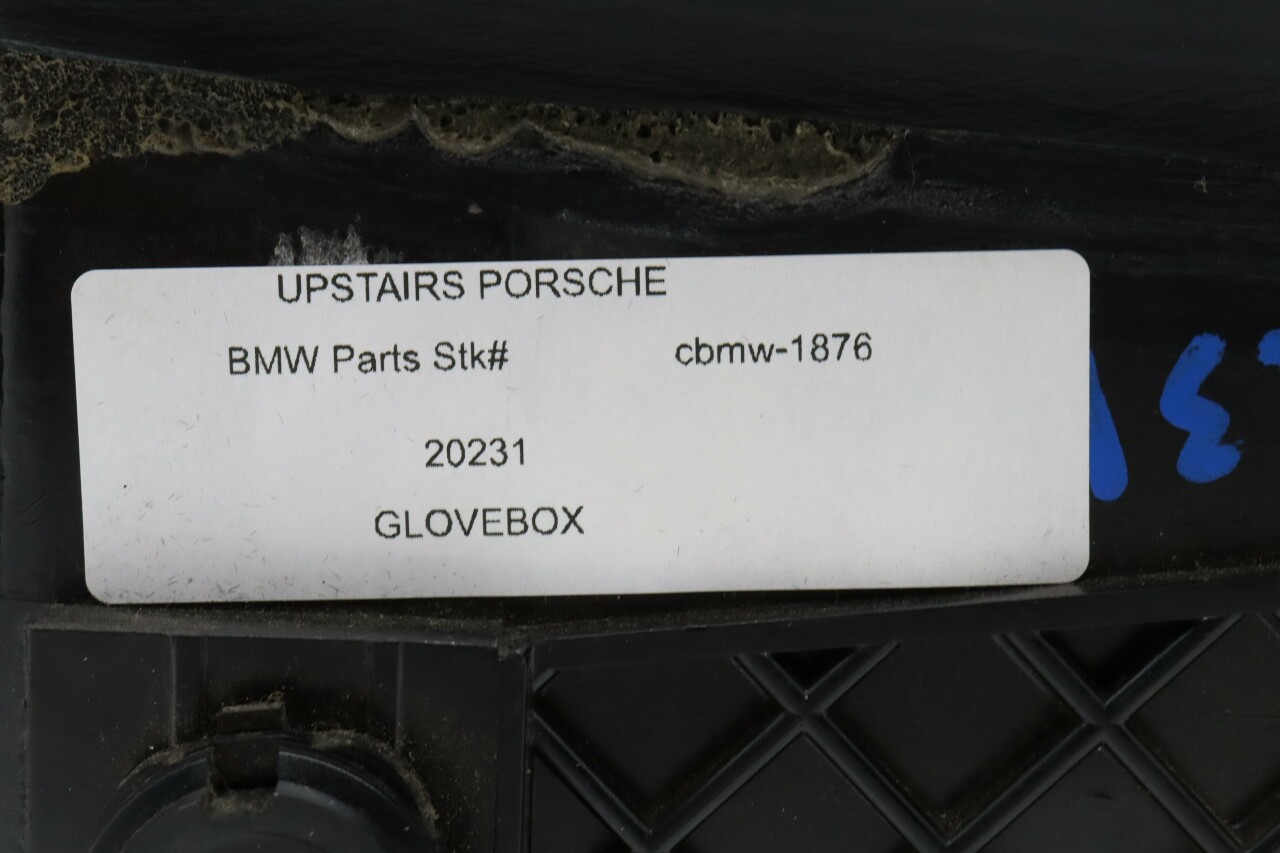 UPSTAIRS PORSCHE
BMW Parts Stk# cbmw-1876
20231
GLOVEBOX